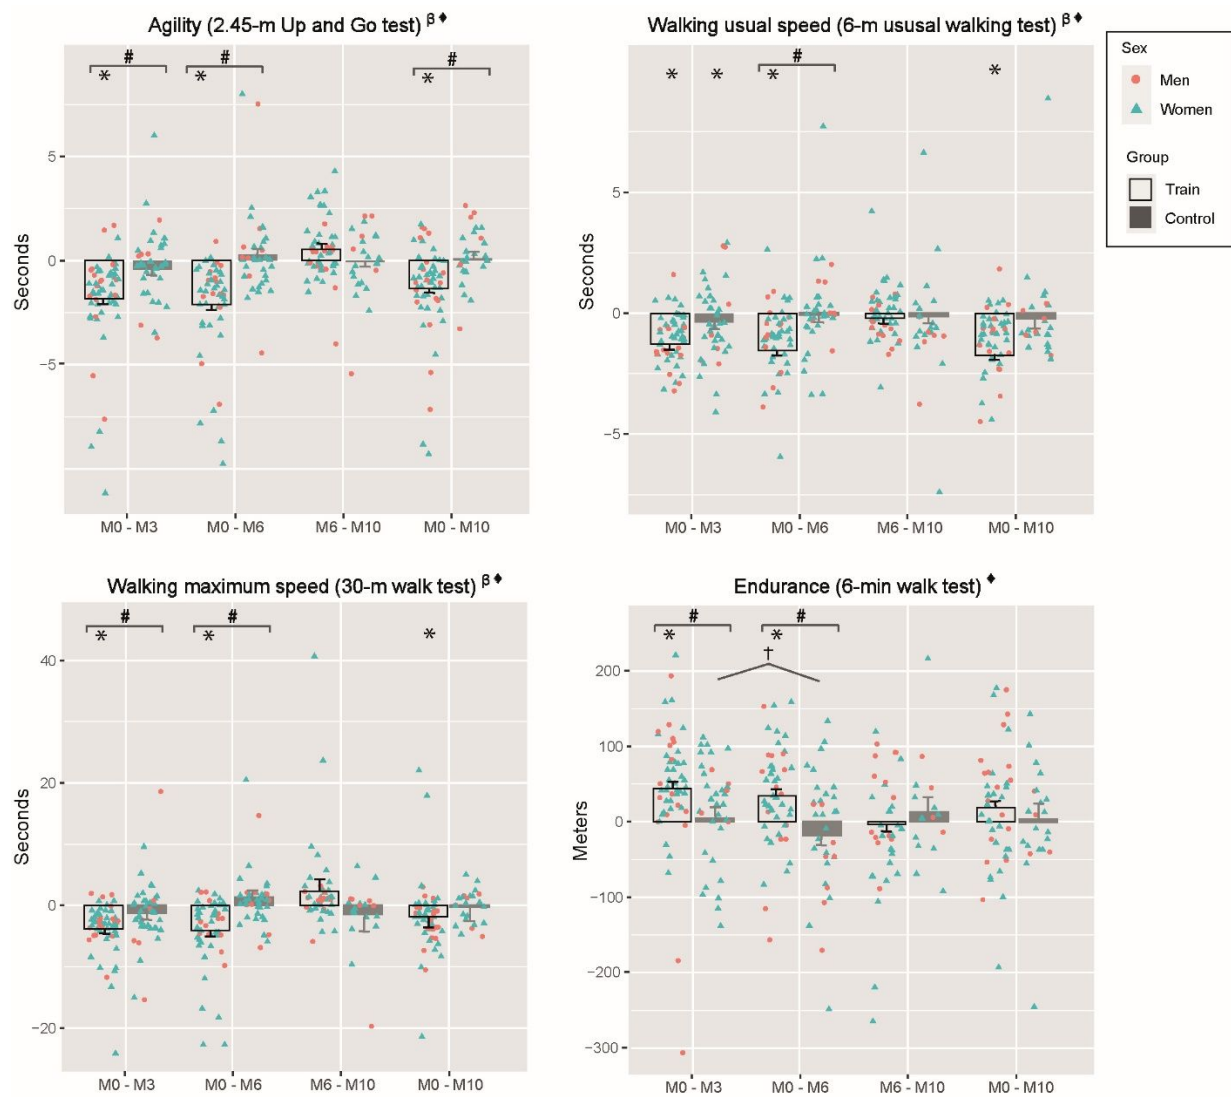 Agility (2.45-m Up and Go test) β♦
# # #
* * *
5
0
−5
Seconds
M0 - M3 M0 - M6 M6 - M10 M0 - M10
Walking usual speed (6-m ususal walking test) β♦
#
* * * *
5
0
−5
Seconds
M0 - M3 M0 - M6 M6 - M10 M0 - M10
Sex
Men
Women
Group
Train
Control
Walking maximum speed (30-m walk test) β♦
# #
* * *
40
20
0
−20
Seconds
M0 - M3 M0 - M6 M6 - M10 M0 - M10
Endurance (6-min walk test) ♦
# #
* *
†
200
100
0
−100
−200
−300
Meters
M0 - M3 M0 - M6 M6 - M10 M0 - M10